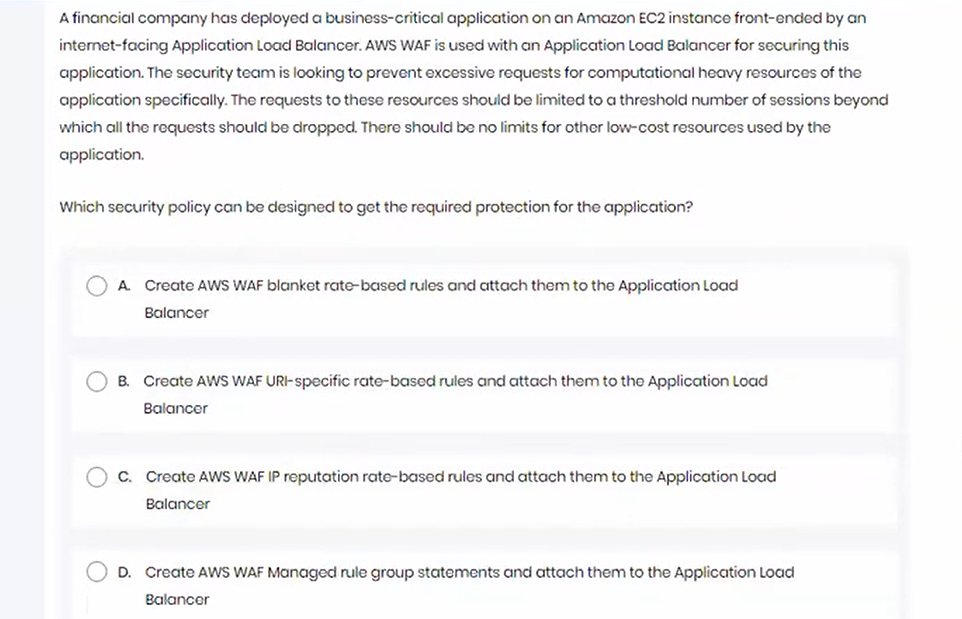 A financial company has deployed a business-critical application on an Amazon EC2 instance front-ended by an
internet-facing Application Load Balancer. AWS WAF is used with an Application Load Balancer for securing this
application. The security team is looking to prevent excessive requests for computational heavy resources of the
application specifically. The requests to these resources should be limited to a threshold number of sessions beyond
which all the requests should be dropped. There should be no limits for other low-cost resources used by the
application.
Which security policy can be designed to get the required protection for the application?
A. Create AWS WAF blanket rate-based rules and attach them to the Application Load
Balancer
B. Create AWS WAF URI-specific rate-based rules and attach them to the Application Load
Balancer
C. Create AWS WAF IP reputation rate-based rules and attach them to the Application Load
Balancer
D. Create AWS WAF Managed rule group statements and attach them to the Application Load
Balancer